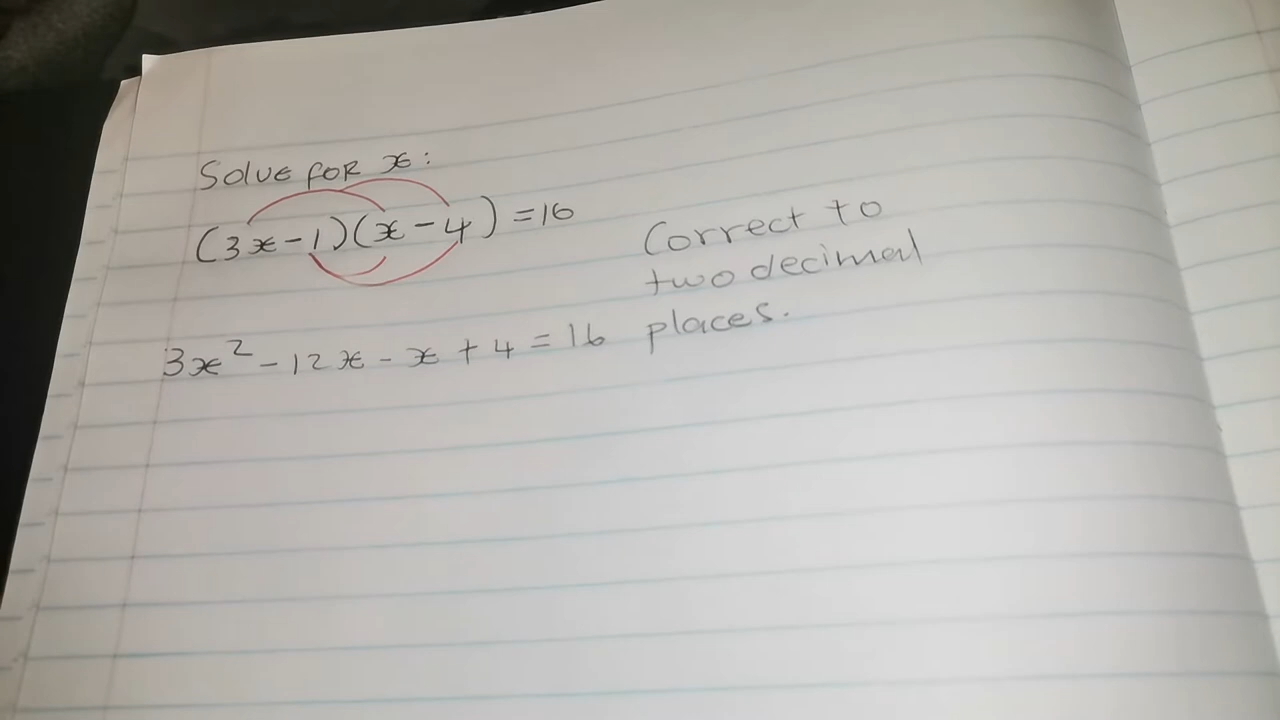 Solve for x:
(3x-1)(x-4)=16
Correct to
two decimal
places.
3x²-12x-x+4=16